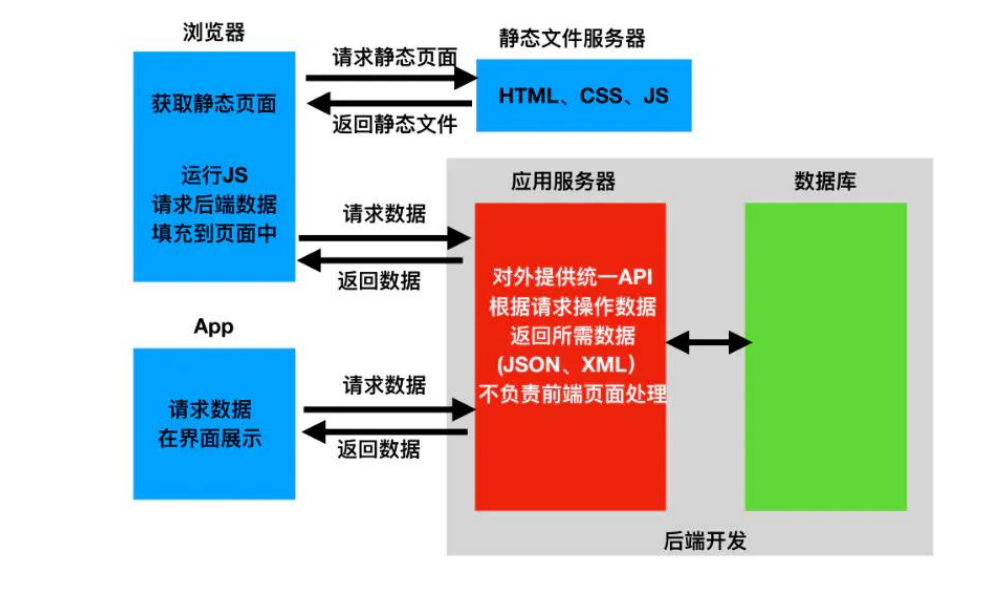 浏览器
获取静态页面
运行JS
请求后端数据
填充到页面中
请求静态页面
返回静态文件
静态文件服务器
HTML、CSS、JS
请求数据
返回数据
应用服务器
对外提供统一API
根据请求操作数据
返回所需数据
(JSON、XML）
不负责前端页面处理
数据库
App
请求数据
在界面展示
请求数据
返回数据
后端开发